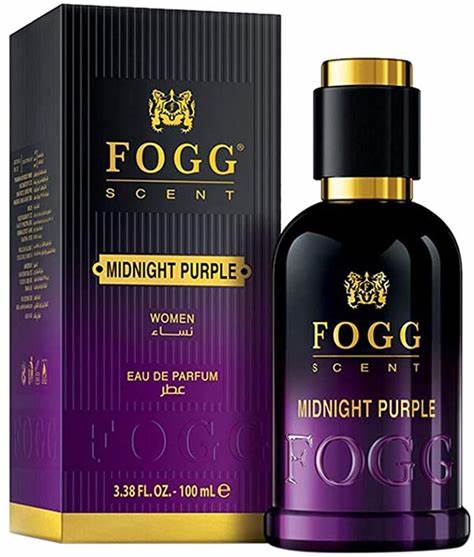 FOGG®
SCENT
MIDNIGHT PURPLE
WOMEN
نساء
EAU DE PARFUM
عطر
FOGG
3.38 FL. OZ. - 100 mL ℮
FOGG
SCENT
MIDNIGHT PURPLE
FOGG